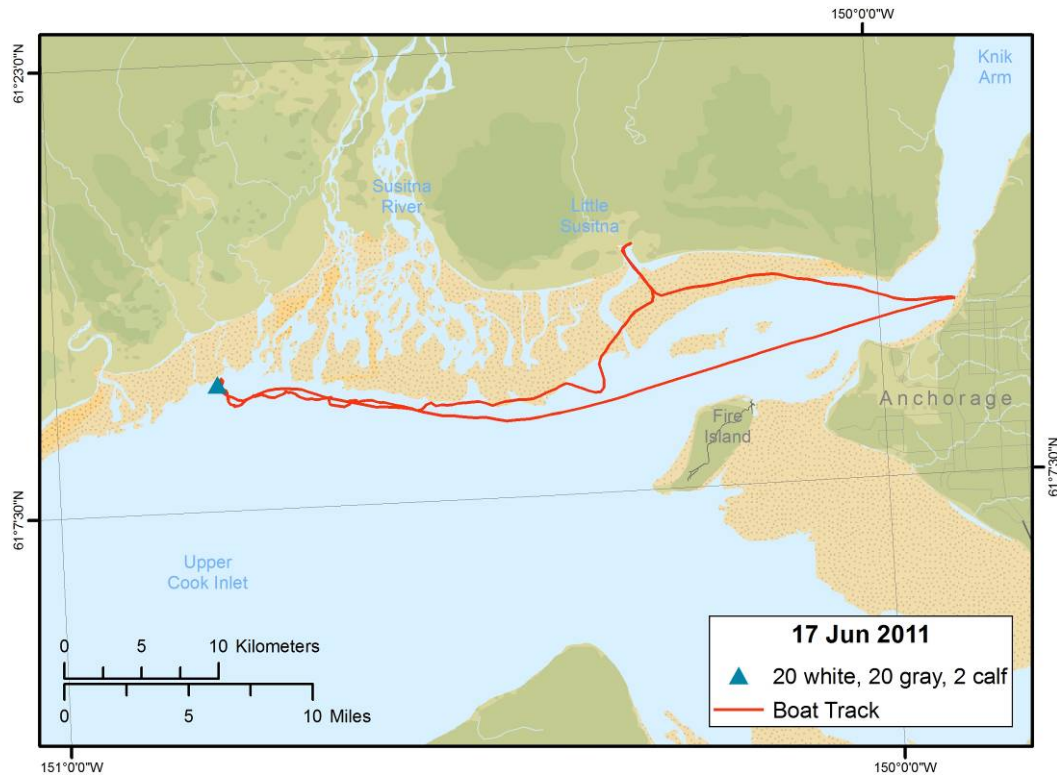 150°0'0"W
Knik
Arm
61°23'0"N
Susitna
River
Little
Susitna
Anchorage
Fire
Island
61°7'30"N
61°7'30"N
Upper
Cook Inlet
0 5 10 Kilometers
0 5 10 Miles
17 Jun 2011
20 white, 20 gray, 2 calf
Boat Track
151°0'0"W
150°0'0"W